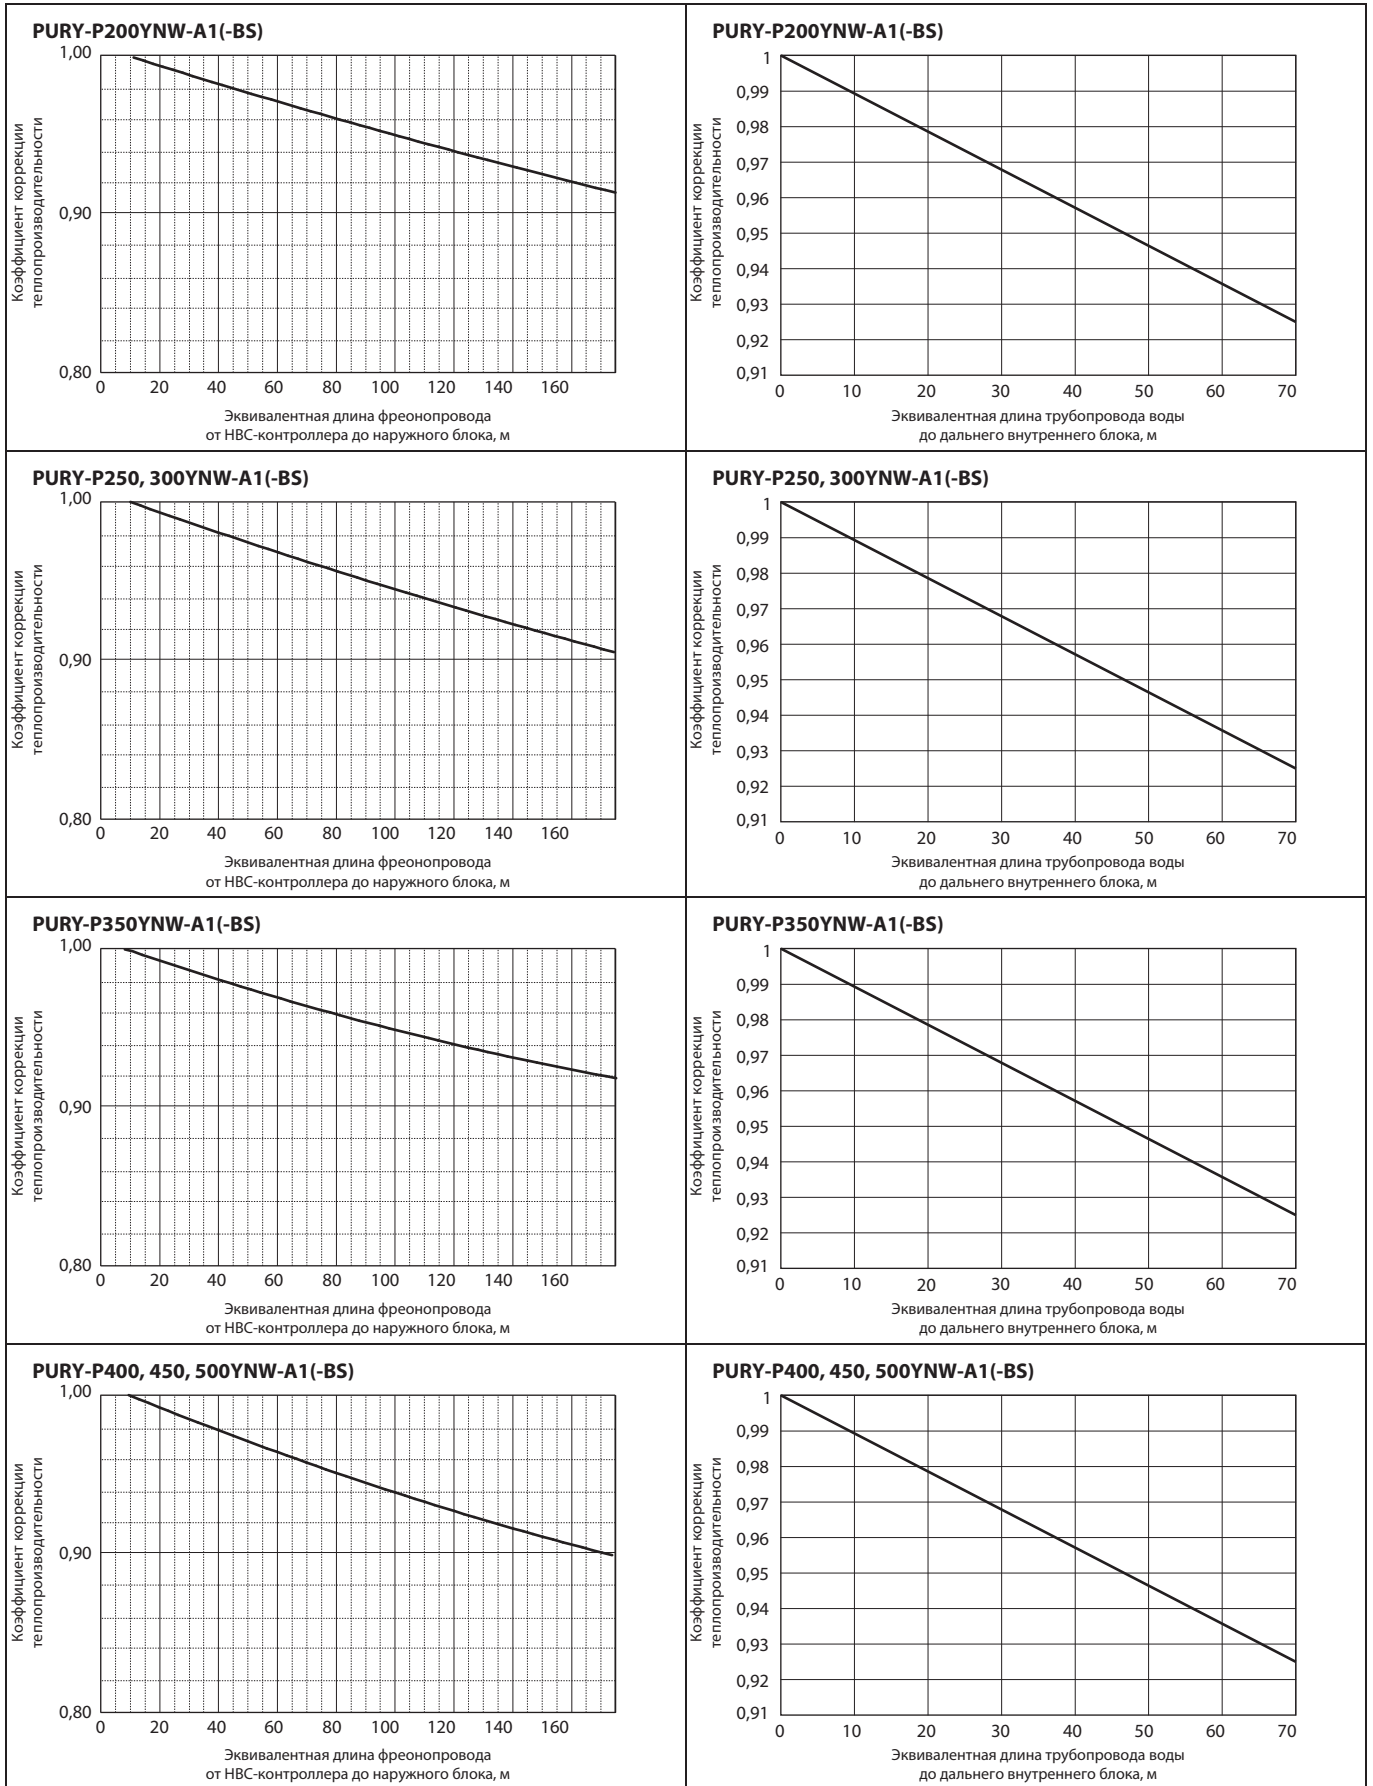 PURY-P200YNW-A1(-BS)
1,00
0,90
0,80
0 20 40 60 80 100 120 140 160
Коэффициент коррекции
теплопроизводительности
Эквивалентная длина фреонопровода
от HBC-контроллера до наружного блока, м
PURY-P200YNW-A1(-BS)
1
0,99
0,98
0,97
0,96
0,95
0,94
0,93
0,92
0,91
0 10 20 30 40 50 60 70
Коэффициент коррекции
теплопроизводительности
Эквивалентная длина трубопровода воды
до дальнего внутреннего блока, м
PURY-P250, 300YNW-A1(-BS)
1,00
0,90
0,80
0 20 40 60 80 100 120 140 160
Коэффициент коррекции
теплопроизводительности
Эквивалентная длина фреонопровода
от HBC-контроллера до наружного блока, м
PURY-P250, 300YNW-A1(-BS)
1
0,99
0,98
0,97
0,96
0,95
0,94
0,93
0,92
0,91
0 10 20 30 40 50 60 70
Коэффициент коррекции
теплопроизводительности
Эквивалентная длина трубопровода воды
до дальнего внутреннего блока, м
PURY-P350YNW-A1(-BS)
1,00
0,90
0,80
0 20 40 60 80 100 120 140 160
Коэффициент коррекции
теплопроизводительности
Эквивалентная длина фреонопровода
от HBC-контроллера до наружного блока, м
PURY-P350YNW-A1(-BS)
1
0,99
0,98
0,97
0,96
0,95
0,94
0,93
0,92
0,91
0 10 20 30 40 50 60 70
Коэффициент коррекции
теплопроизводительности
Эквивалентная длина трубопровода воды
до дальнего внутреннего блока, м
PURY-P400, 450, 500YNW-A1(-BS)
1,00
0,90
0,80
0 20 40 60 80 100 120 140 160
Коэффициент коррекции
теплопроизводительности
Эквивалентная длина фреонопровода
от HBC-контроллера до наружного блока, м
PURY-P400, 450, 500YNW-A1(-BS)
1
0,99
0,98
0,97
0,96
0,95
0,94
0,93
0,92
0,91
0 10 20 30 40 50 60 70
Коэффициент коррекции
теплопроизводительности
Эквивалентная длина трубопровода воды
до дальнего внутреннего блока, м